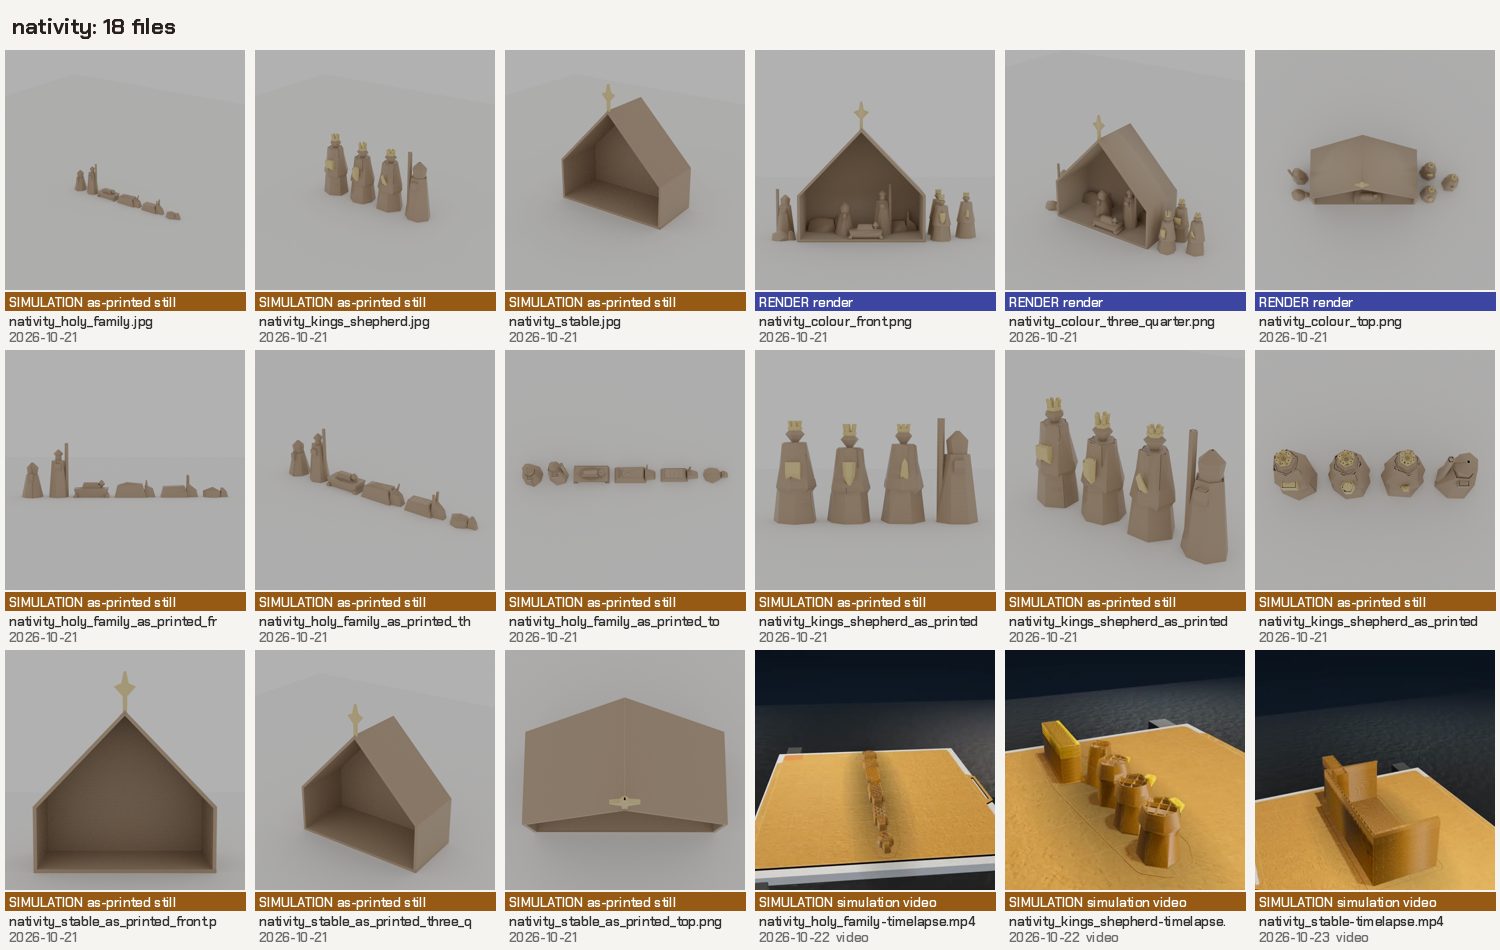 nativity: 18 files
SIMULATION as-printed still
nativity_holy_family.jpg
2026-10-21
SIMULATION as-printed still
nativity_kings_shepherd.jpg
2026-10-21
SIMULATION as-printed still
nativity_stable.jpg
2026-10-21
RENDER render
nativity_colour_front.png
2026-10-21
RENDER render
nativity_colour_three_quarter.png
2026-10-21
RENDER render
nativity_colour_top.png
2026-10-21
SIMULATION as-printed still
nativity_holy_family_as_printed_fr
2026-10-21
SIMULATION as-printed still
nativity_holy_family_as_printed_th
2026-10-21
SIMULATION as-printed still
nativity_holy_family_as_printed_to
2026-10-21
SIMULATION as-printed still
nativity_kings_shepherd_as_printed
2026-10-21
SIMULATION as-printed still
nativity_kings_shepherd_as_printed
2026-10-21
SIMULATION as-printed still
nativity_kings_shepherd_as_printed
2026-10-21
SIMULATION as-printed still
nativity_stable_as_printed_front.p
2026-10-21
SIMULATION as-printed still
nativity_stable_as_printed_three_q
2026-10-21
SIMULATION as-printed still
nativity_stable_as_printed_top.png
2026-10-21
SIMULATION simulation video
nativity_holy_family-timelapse.mp4
2026-10-22 video
SIMULATION simulation video
nativity_kings_shepherd-timelapse.
2026-10-22 video
SIMULATION simulation video
nativity_stable-timelapse.mp4
2026-10-23 video